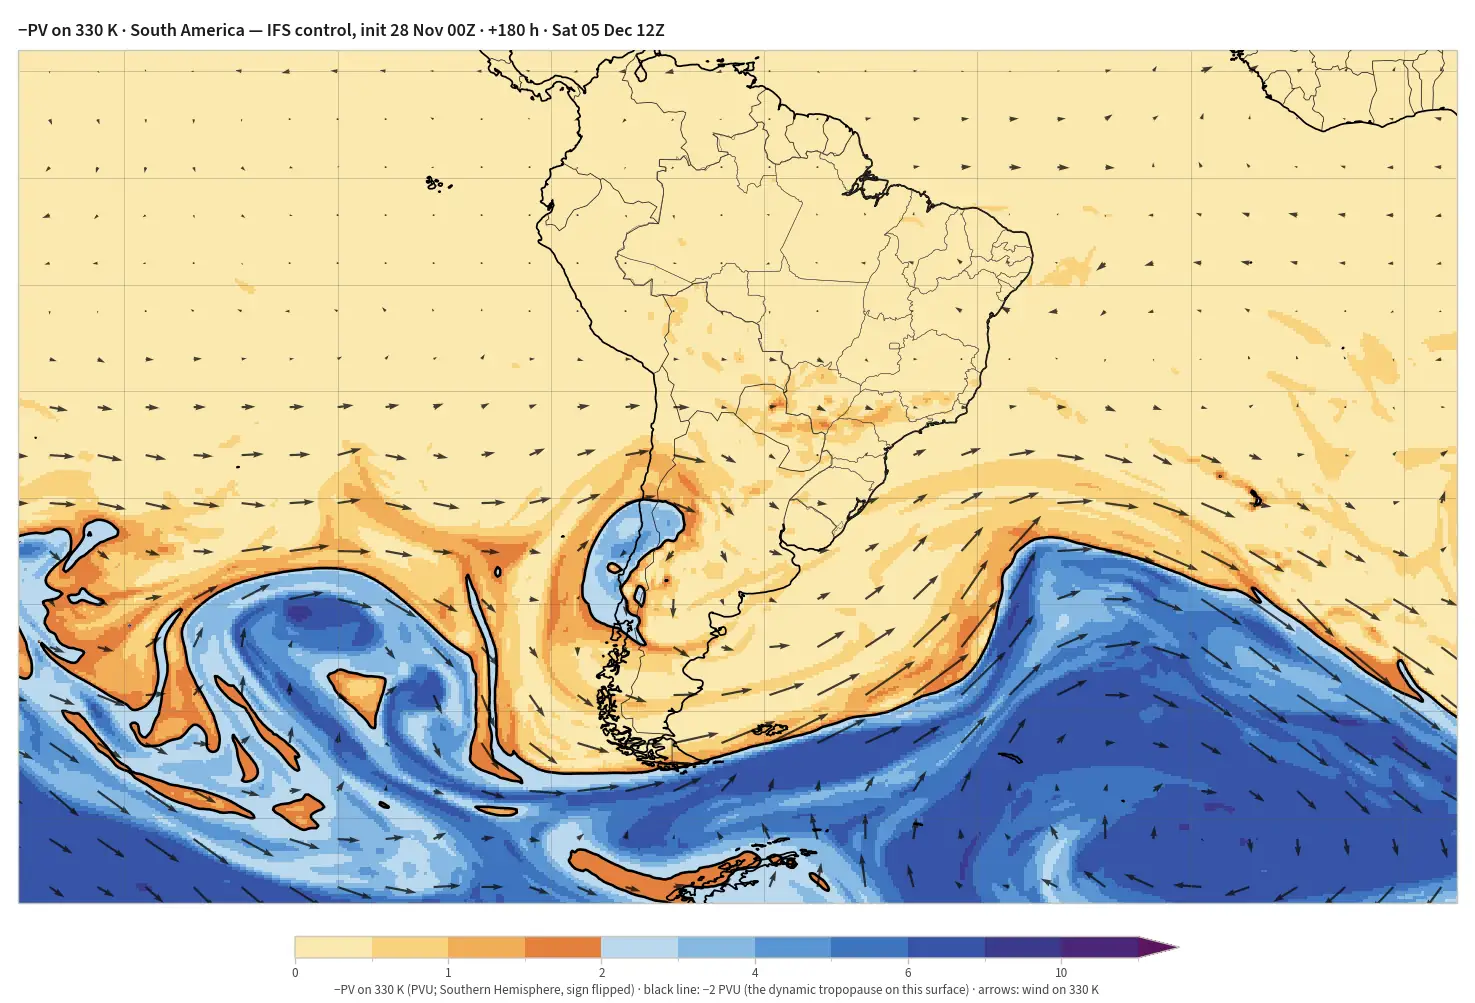 −PV on 330 K · South America — IFS control, init 28 Nov 00Z · +180 h · Sat 05 Dec 12Z
0 1 2 4 6 10
−PV on 330 K (PVU; Southern Hemisphere, sign flipped) · black line: −2 PVU (the dynamic tropopause on this surface) · arrows: wind on 330 K